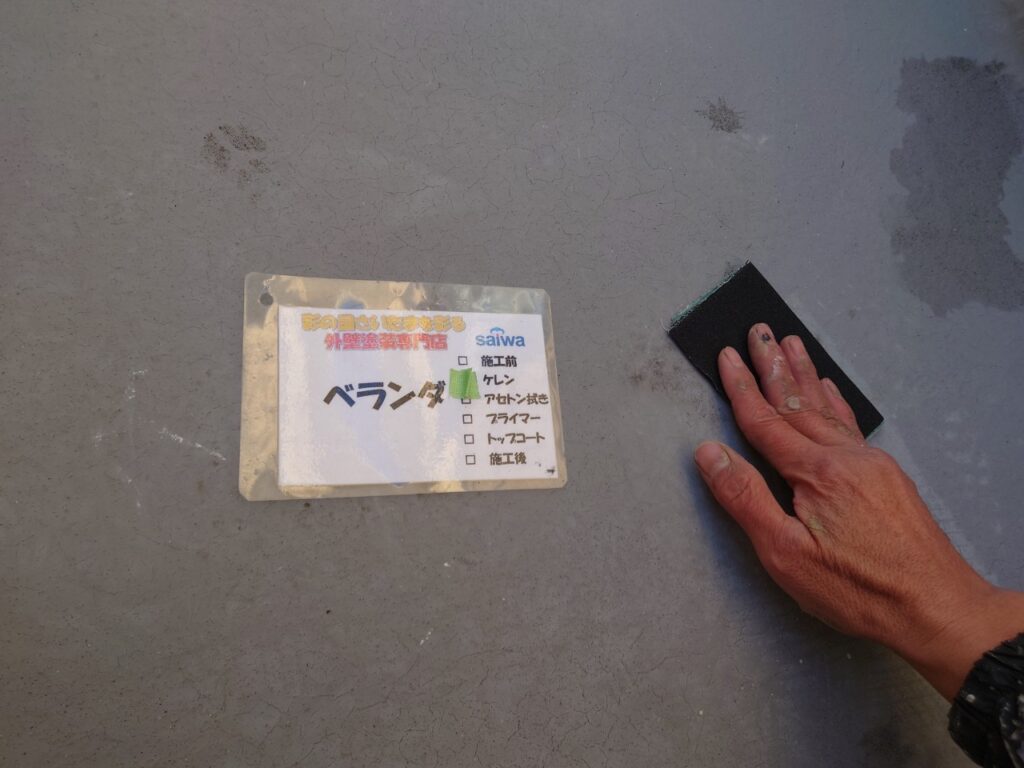 彩の国さいたまを彩る
外壁塗装専門店
saiwa
ベランダ
□ 施工前
ケレン
□ アセトン拭き
□ プライマー
□ トップコート
□ 施工後